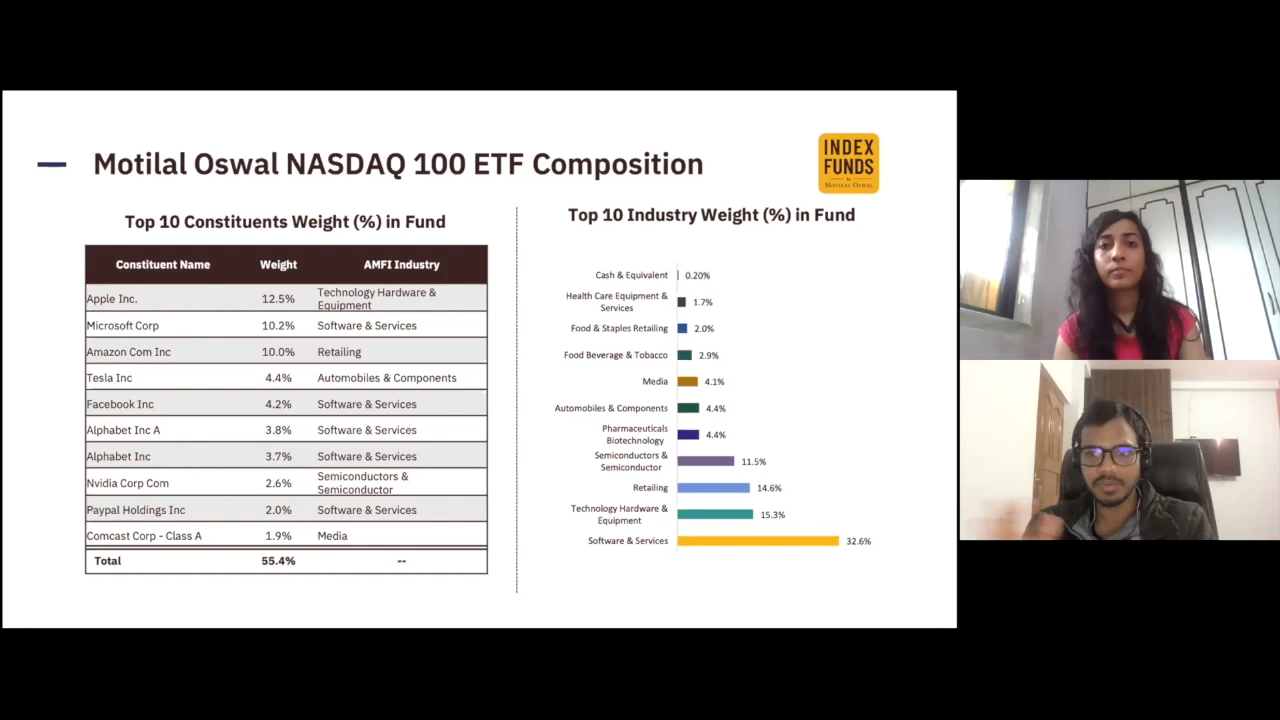 Motilal Oswal NASDAQ 100 ETF Composition
INDEX
FUNDS
by
MOTILAL OSWAL
Top 10 Constituents Weight (%) in Fund
Constituent Name Weight AMFI Industry
Apple Inc. 12.5% Technology Hardware &
Equipment
Microsoft Corp 10.2% Software & Services
Amazon Com Inc 10.0% Retailing
Tesla Inc 4.4% Automobiles & Components
Facebook Inc 4.2% Software & Services
Alphabet Inc A 3.8% Software & Services
Alphabet Inc 3.7% Software & Services
Nvidia Corp Com 2.6% Semiconductors &
Semiconductor
Paypal Holdings Inc 2.0% Software & Services
Comcast Corp - Class A 1.9% Media
Total 55.4% --
Top 10 Industry Weight (%) in Fund
Cash & Equivalent 0.20%
Health Care Equipment &
Services 1.7%
Food & Staples Retailing 2.0%
Food Beverage & Tobacco 2.9%
Media 4.1%
Automobiles & Components 4.4%
Pharmaceuticals
Biotechnology 4.4%
Semiconductors &
Semiconductor 11.5%
Retailing 14.6%
Technology Hardware &
Equipment 15.3%
Software & Services 32.6%